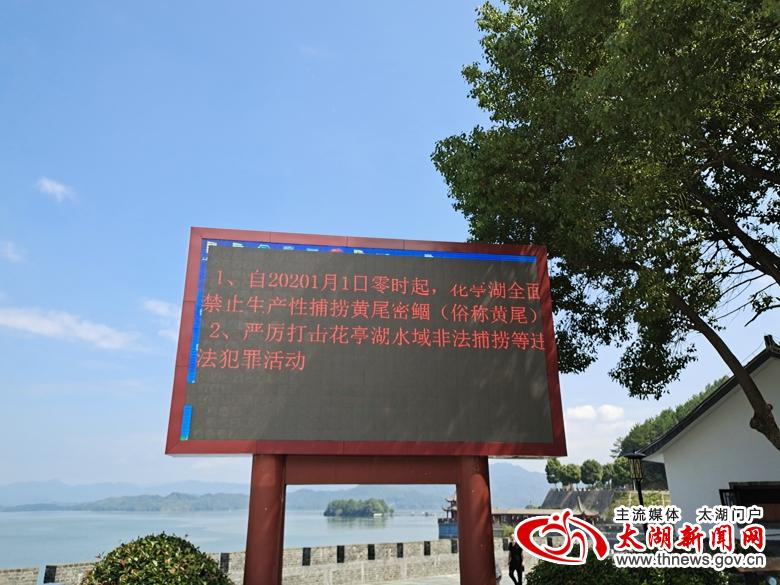 1、自20201月1日零时起，花亭湖全面
禁止生产性捕捞黄尾密鲴（俗称黄尾）
2、严厉打击花亭湖水域非法捕捞等违
法犯罪活动
主流媒体 太湖门户
太湖新闻网
www.thnews.gov.cn